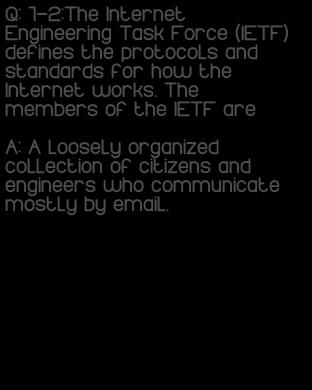 Q: 1-2:The Internet
Engineering Task Force (IETF)
defines the protocols and
standards for how the
Internet works. The
members of the IETF are
A: A Loosely organized
collection of citizens and
engineers who communicate
mostly by email.